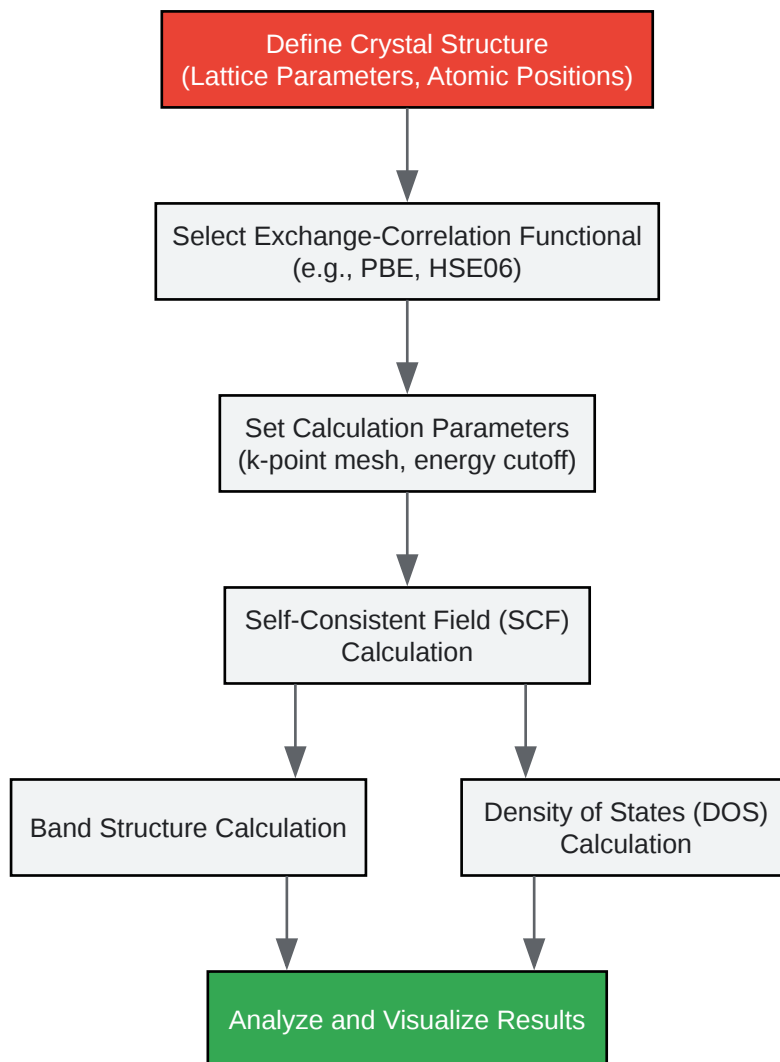 Define Crystal Structure
(Lattice Parameters, Atomic Positions)
Select Exchange-Correlation Functional
(e.g., PBE, HSE06)
Set Calculation Parameters
(k-point mesh, energy cutoff)
Self-Consistent Field (SCF)
Calculation
Band Structure Calculation
Density of States (DOS)
Calculation
Analyze and Visualize Results